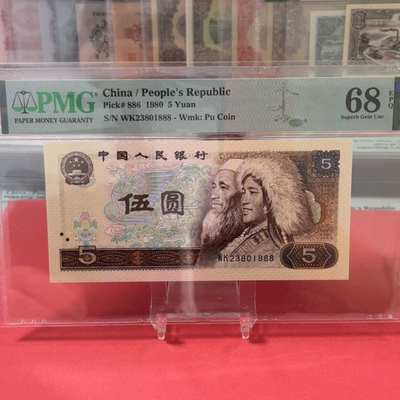 PMG
PAPER MONEY GUARANTY
China / People's Republic
Pick# 886 1980 5 Yuan
S/N WK23801888 - Wmk: Pu Coin
68 EPQ
Superb Gem Unc
中国人民银行
5
伍圆
5
WK23801888
5